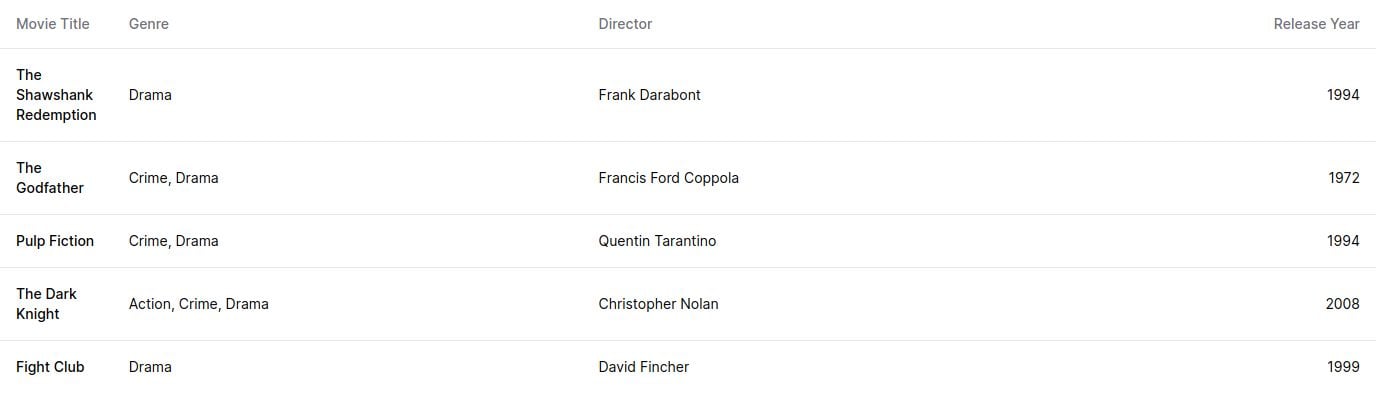 Movie Title Genre Director Release Year
The
Shawshank
Redemption
Drama Frank Darabont 1994
The
Godfather
Crime, Drama Francis Ford Coppola 1972
Pulp Fiction Crime, Drama Quentin Tarantino 1994
The Dark
Knight
Action, Crime, Drama Christopher Nolan 2008
Fight Club Drama David Fincher 1999